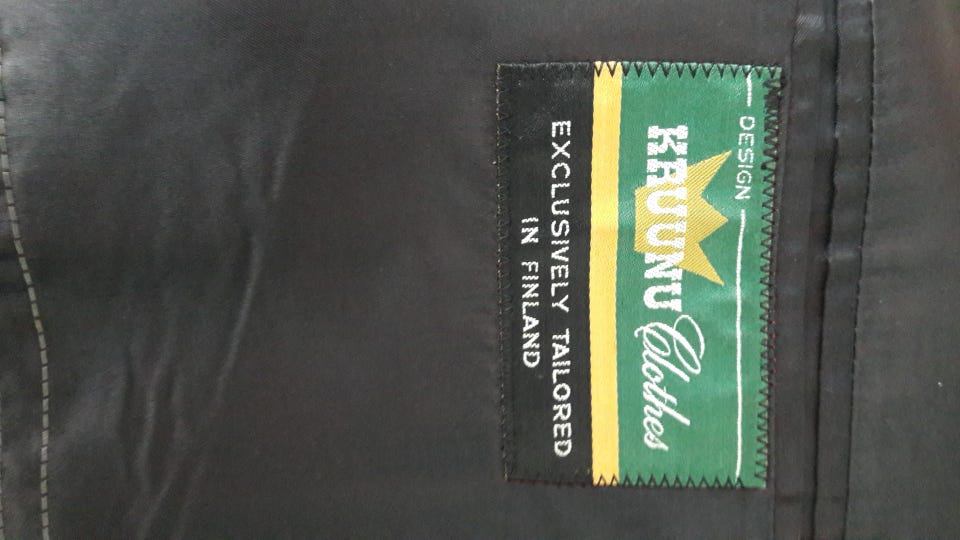 DESIGN
KRUUNU Clothes
EXCLUSIVELY TAILORED
IN FINLAND